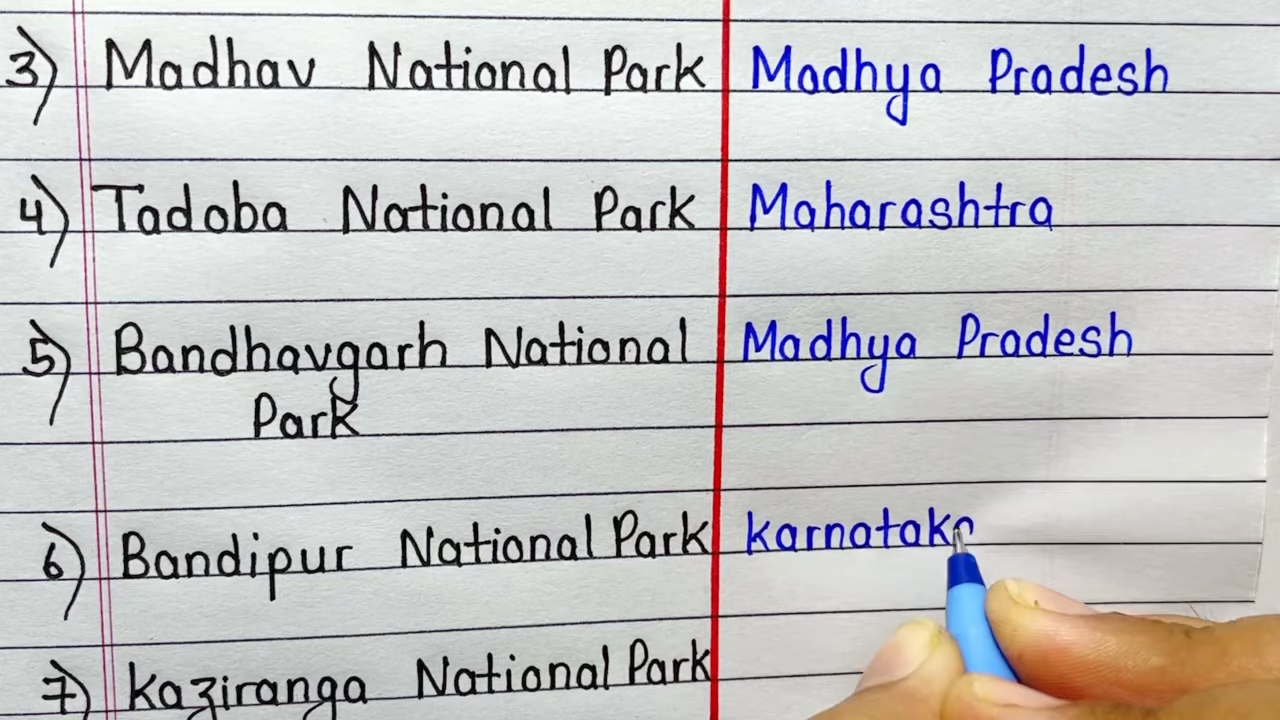 3) Madhav National Park Madhya Pradesh
4) Tadoba National Park Maharashtra
5) Bandhavgarh National Madhya Pradesh
Park
6) Bandipur National Park karnataka
7) kaziranga National Park